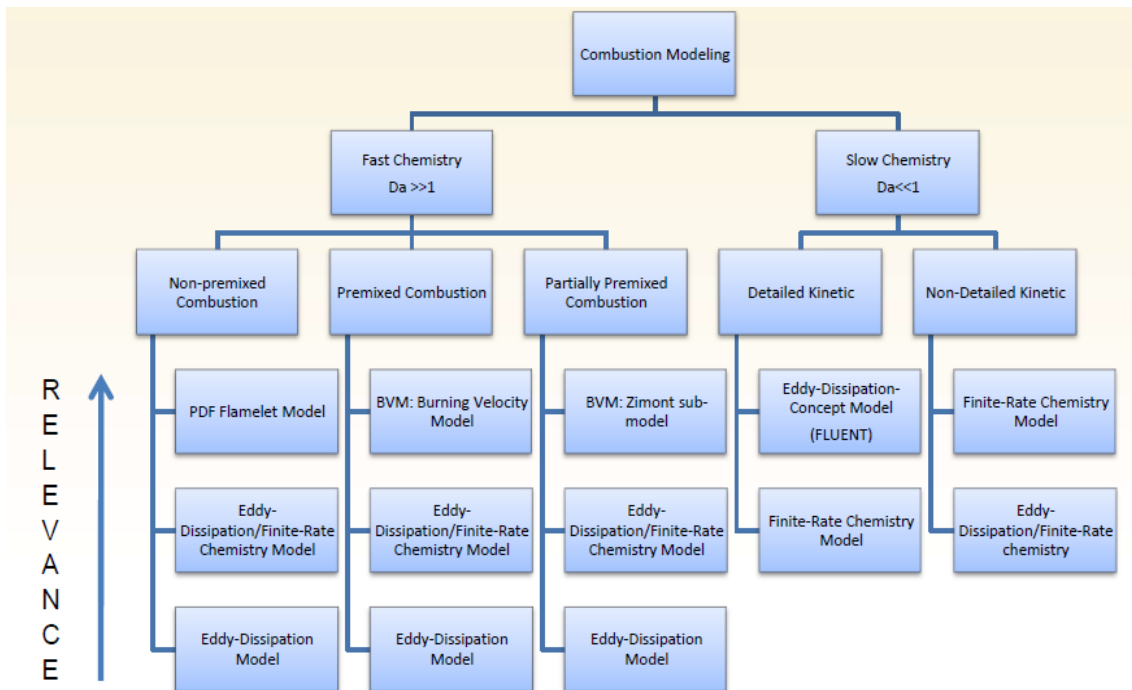 Combustion Modeling
Fast Chemistry
Da >>1
Slow Chemistry
Da<<1
Non-premixed
Combustion
Premixed Combustion
Partially Premixed
Combustion
Detailed Kinetic
Non-Detailed Kinetic
R
E
L
E
V
A
N
C
E
PDF Flamelet Model
BVM: Burning Velocity
Model
BVM: Zimont sub-
model
Eddy-Dissipation-
Concept Model
(FLUENT)
Finite-Rate Chemistry
Model
Eddy-
Dissipation/Finite-Rate
Chemistry Model
Eddy-
Dissipation/Finite-Rate
Chemistry Model
Eddy-
Dissipation/Finite-Rate
Chemistry Model
Finite-Rate Chemistry
Model
Eddy-
Dissipation/Finite-Rate
chemistry
Eddy-Dissipation
Model
Eddy-Dissipation Model
Eddy-Dissipation
Model